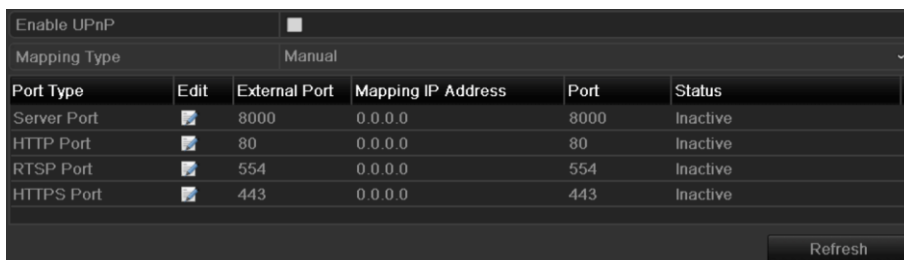 Enable UPnP
Mapping Type Manual
Port Type Edit External Port Mapping IP Address Port Status
Server Port 8000 0.0.0.0 8000 Inactive
HTTP Port 80 0.0.0.0 80 Inactive
RTSP Port 554 0.0.0.0 554 Inactive
HTTPS Port 443 0.0.0.0 443 Inactive
Refresh